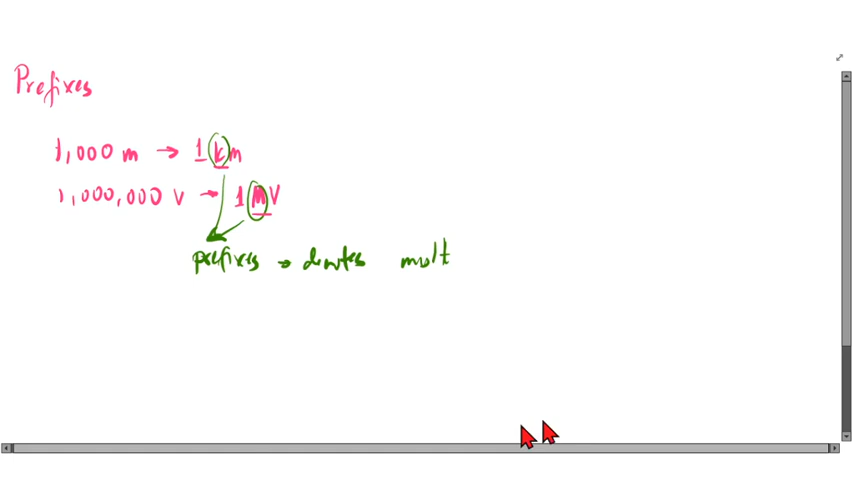 Prefixes
1,000 m → 1 km
1,000,000 V → 1 MV
prefixes → denotes mult